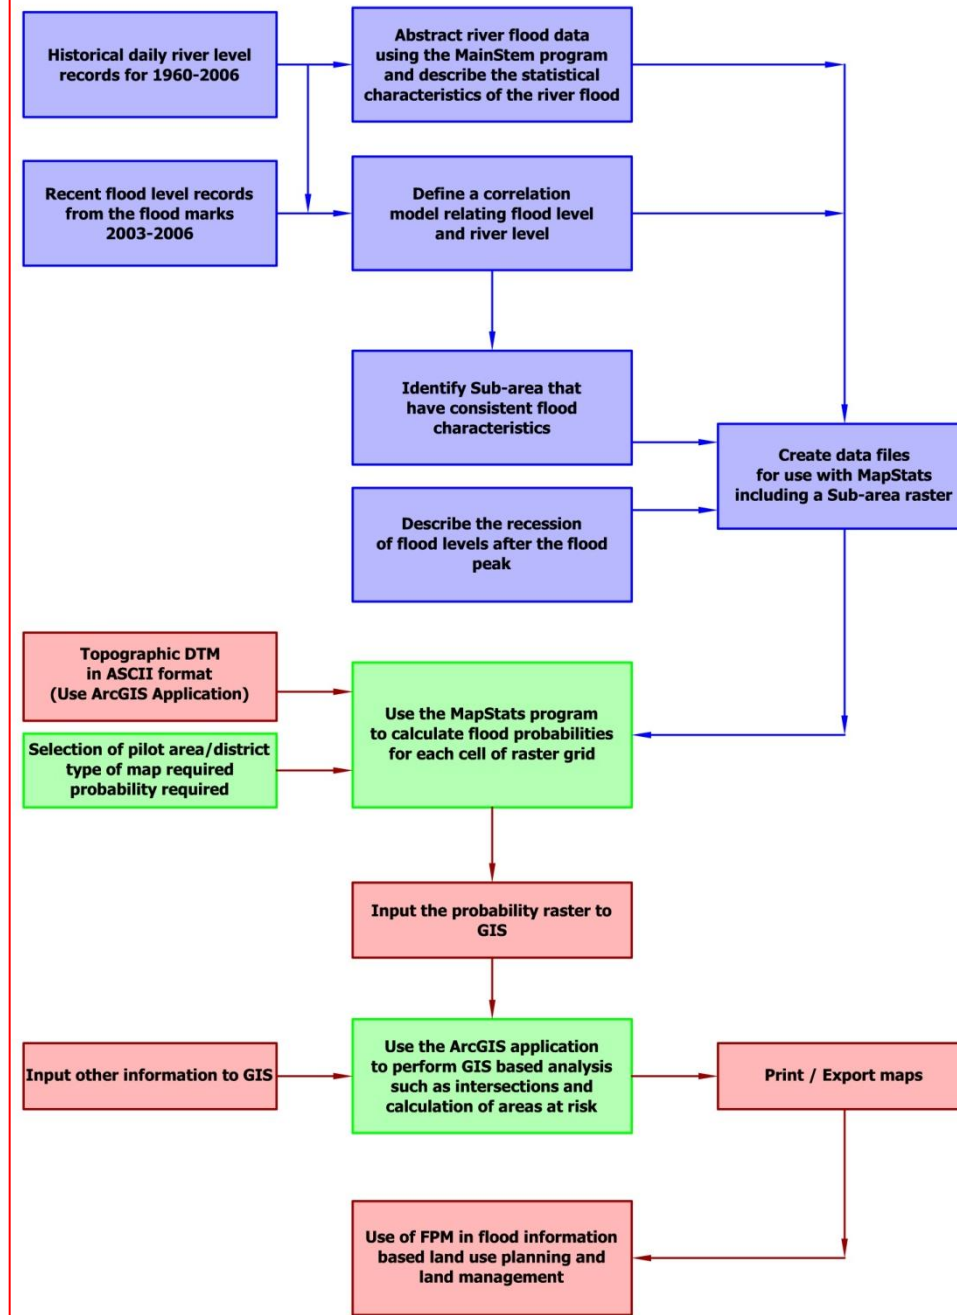 Historical daily river level
records for 1960-2006
Abstract river flood data
using the MainStem program
and describe the statistical
characteristics of the river flood
Recent flood level records
from the flood marks
2003-2006
Define a correlation
model relating flood level
and river level
Identify Sub-area that
have consistent flood
characteristics
Create data files
for use with MapStats
including a Sub-area raster
Describe the recession
of flood levels after the flood
peak
Topographic DTM
in ASCII format
(Use ArcGIS Application)
Use the MapStats program
to calculate flood probabilities
for each cell of raster grid
Selection of pilot area/district
type of map required
probability required
Input the probability raster to
GIS
Input other information to GIS
Use the ArcGIS application
to perform GIS based analysis
such as intersections and
calculation of areas at risk
Print / Export maps
Use of FPM in flood information
based land use planning and
land management